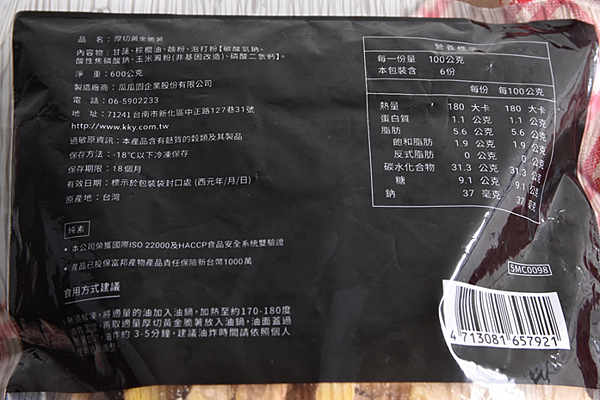 品 名：厚切黃金脆薯
內容物：甘藷、棕櫚油、麵粉、泡打粉【碳酸氫鈉、
酸性焦磷酸鈉、玉米澱粉(非基因改造)、磷酸二氫鈣】。
淨 重：600公克
製造廠商：瓜瓜園企業股份有限公司
電 話：06-5902233
地 址：71241台南市新化區中正路127巷31號
http://www.kky.com.tw
過敏原資訊：本產品含有麩質的穀類及其製品
保存方法：-18℃以下冷凍保存
保存期限：18個月
有效日期：標示於包裝袋封口處 (西元年/月/日)
原產地：台灣
純素
• 本公司榮獲國際ISO 22000及HACCP食品安全系統雙驗證
• 產品已投保富邦產物產品責任保險新台幣1000萬
食用方式建議
將適量的油加入油鍋，加熱至約170-180度
再取適量厚切黃金脆薯放入油鍋，油面蓋過
油炸約 3-5分鐘，建議油炸時間請依照個人
營養標示
每一份量 100公克
本包裝含 6份
每份 每100公克
熱量 180 大卡 180 大卡
蛋白質 1.1 公克 1.1 公克
脂肪 5.6 公克 5.6 公克
飽和脂肪 1.9 公克 1.9 公克
反式脂肪 0 公克 0 公克
碳水化合物 31.3 公克 31.3 公克
糖 9.1 公克 9.1 公克
鈉 37 毫克 37 毫克
SMC0098
4 713081 657921